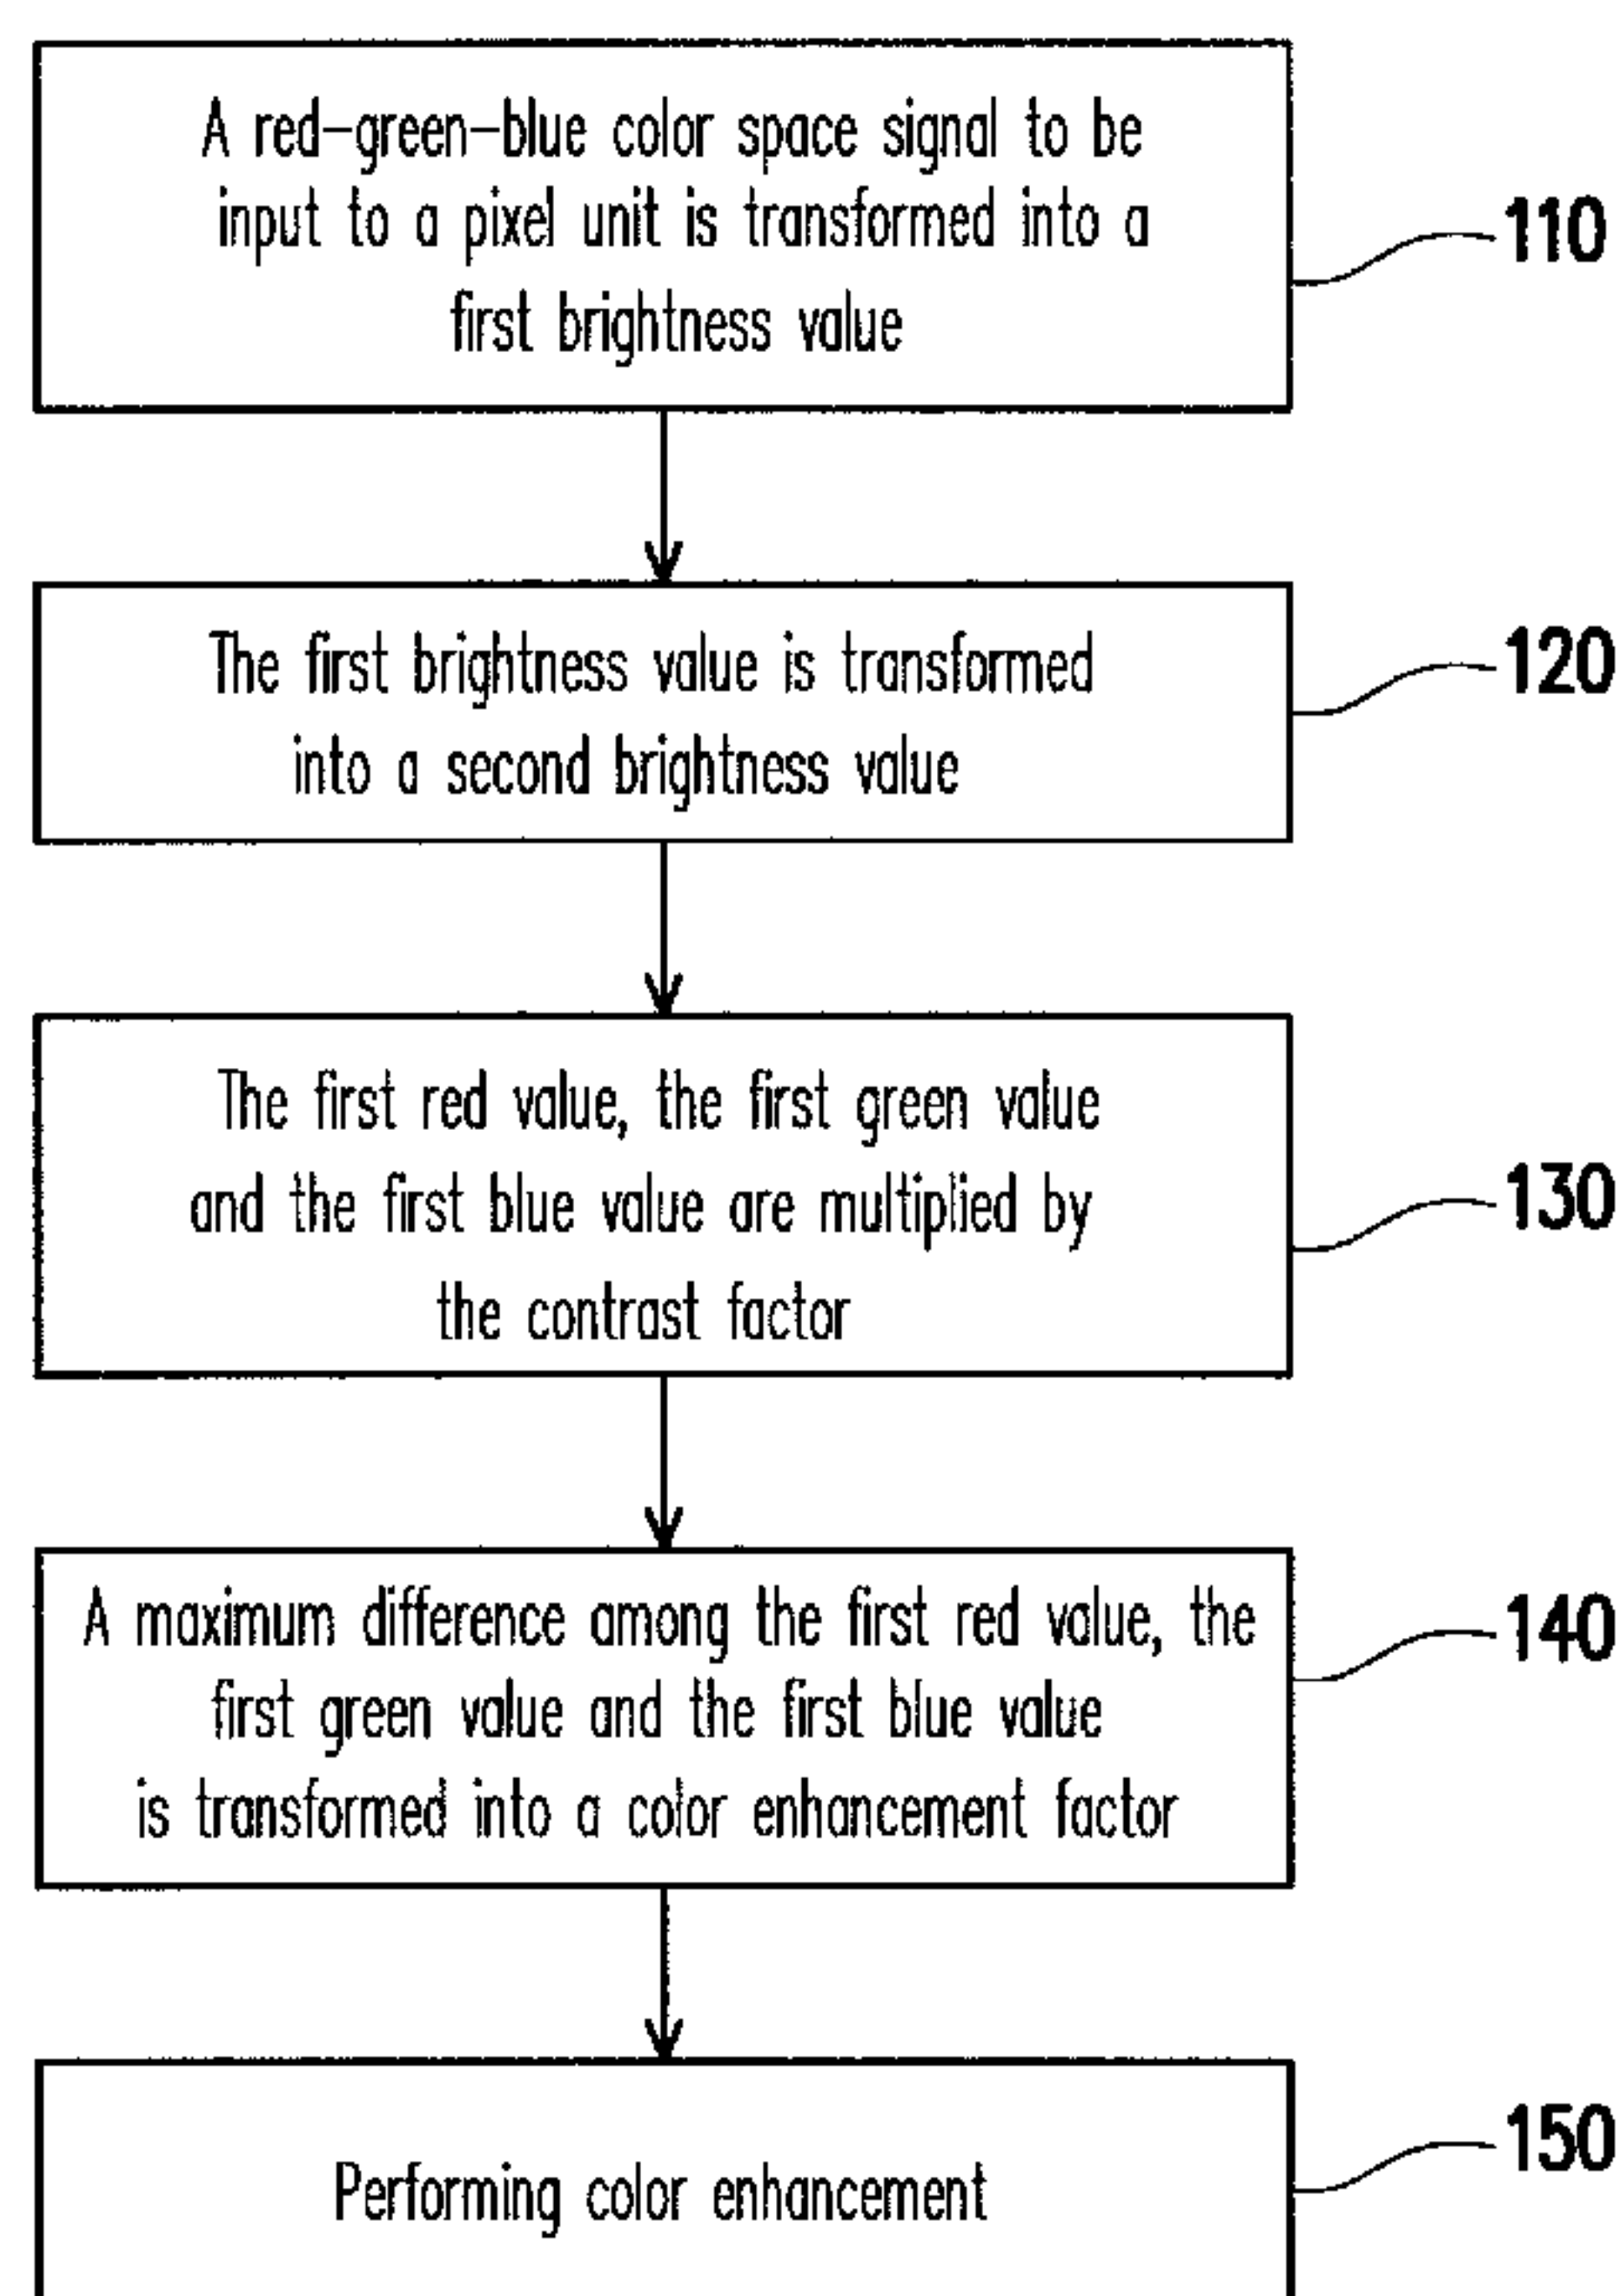 A red-green-blue color space signal to be
input to a pixel unit is transformed into a
first brightness value
110
The first brightness value is transformed
into a second brightness value
120
The first red value, the first green value
and the first blue value are multiplied by
the contrast factor
130
A maximum difference among the first red value, the
first green value and the first blue value
is transformed into a color enhancement factor
140
Performing color enhancement
150